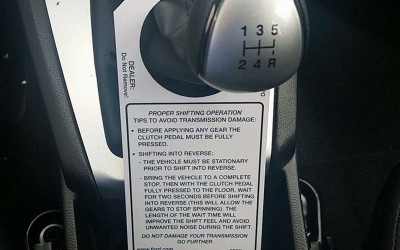 1 3 5
2 4 R
DEALER:
Do Not Remove!
PROPER SHIFTING OPERATION
TIPS TO AVOID TRANSMISSION DAMAGE:
• BEFORE APPLYING ANY GEAR THE
CLUTCH PEDAL MUST BE FULLY
PRESSED.
• SHIFTING INTO REVERSE:
- THE VEHICLE MUST BE STATIONARY
PRIOR TO SHIFT INTO REVERSE.
- BRING THE VEHICLE TO A COMPLETE
STOP, THEN WITH THE CLUTCH PEDAL
FULLY PRESSED TO THE FLOOR, WAIT
FOR TWO SECONDS BEFORE SHIFTING
INTO REVERSE (THIS WILL ALLOW THE
GEARS TO STOP SPINNING). THE
LENGTH OF THE WAIT TIME WILL
IMPROVE THE SHIFT FEEL AND AVOID
UNWANTED NOISE DURING THE SHIFT.
DO NOT DAMAGE YOUR TRANSMISSION
GO FURTHER